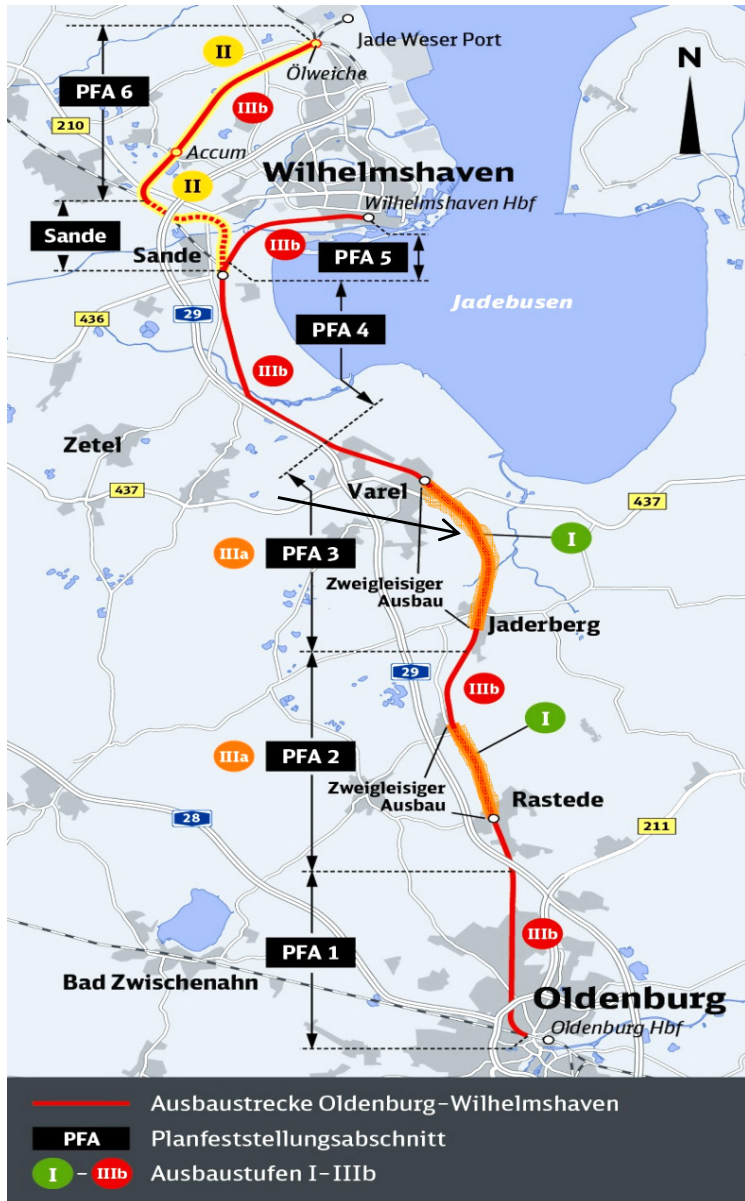 Jade Weser Port
II
Ölweiche
PFA 6
IIIb
210
Accum
II
Wilhelmshaven
Wilhelmshaven Hbf
Sande
Sande
IIIb
PFA 5
29
PFA 4
Jadebusen
436
IIIb
N
Zetel
Varel
437
437
IIIa
PFA 3
I
Zweigleisiger
Ausbau
Jaderberg
29
IIIb
I
IIIa
PFA 2
Zweigleisiger
Ausbau
Rastede
28
211
PFA 1
IIIb
Bad Zwischenahn
Oldenburg
Oldenburg Hbf
Ausbaustrecke Oldenburg–Wilhelmshaven
PFA Planfeststellungsabschnitt
I – IIIb Ausbaustufen I–IIIb